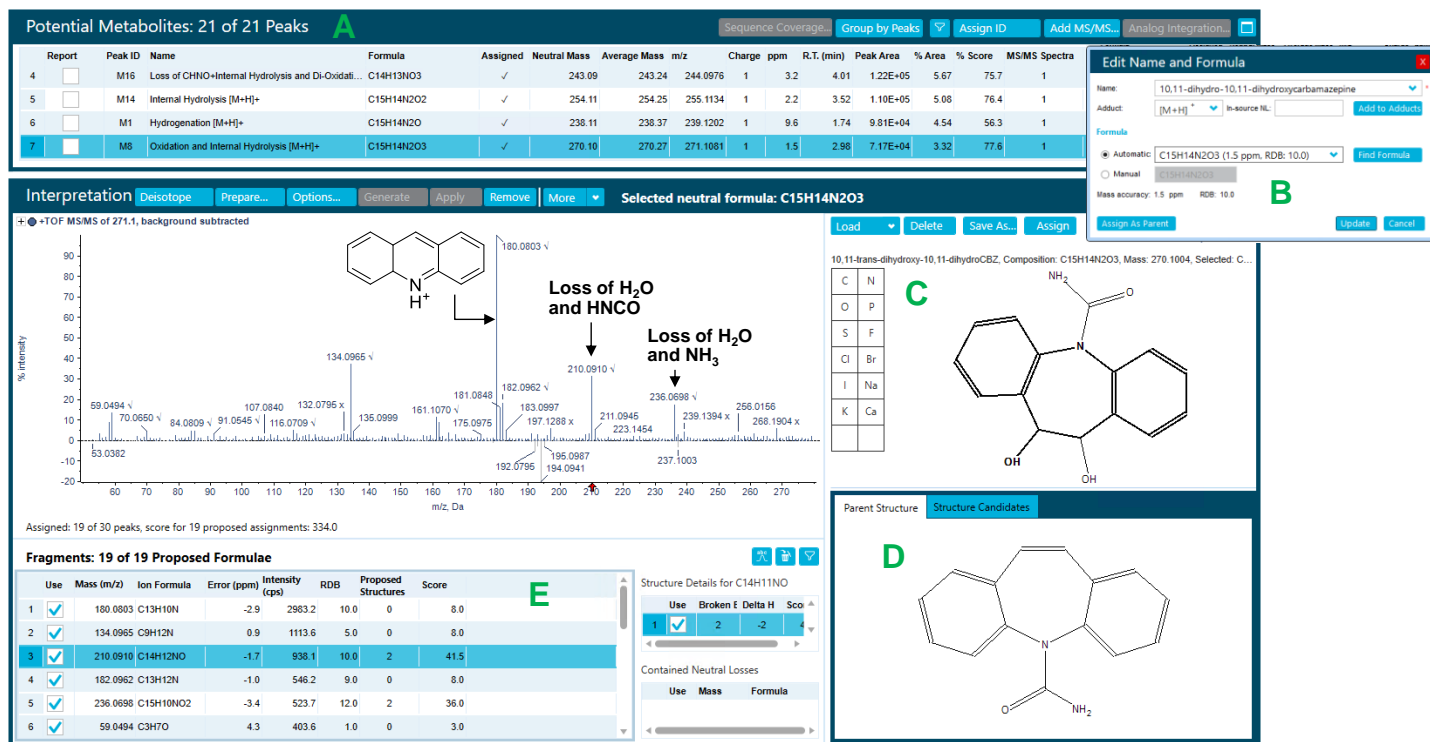 Potential Metabolites: 21 of 21 Peaks A Sequence Coverage... Group by Peaks Assign ID Add MS/MS... Analog Integration...
Report Peak ID Name Formula Assigned Neutral Mass Average Mass m/z Charge ppm R.T. (min) Peak Area % Area % Score MS/MS Spectra
4 M16 Loss of CHNO+Internal Hydrolysis and Di-Oxidati... C14H13NO3 ✓ 243.09 243.24 244.0976 1 3.2 4.01 1.22E+05 5.67 75.7 1
5 M14 Internal Hydrolysis [M+H]+ C15H14N2O2 ✓ 254.11 254.25 255.1134 1 2.2 3.52 1.10E+05 5.08 76.4 1
6 M1 Hydrogenation [M+H]+ C15H14N2O ✓ 238.11 238.37 239.1202 1 9.6 1.74 9.81E+04 4.54 56.3 1
7 M8 Oxidation and Internal Hydrolysis [M+H]+ C15H14N2O3 ✓ 270.10 270.27 271.1081 1 1.5 2.98 7.17E+04 3.32 77.6 1
Edit Name and Formula X
Name: 10,11-dihydro-10,11-dihydroxycarbamazepine *
Adduct: [M+H]+ In-source NL: Add to Adducts
Formula
Automatic C15H14N2O3 (1.5 ppm, RDB: 10.0) Find Formula
Manual C15H14N2O3
B
Mass accuracy: 1.5 ppm RDB: 10.0
Assign As Parent Update Cancel
Interpretation Deisotope Prepare... Options... Generate Apply Remove More Selected neutral formula: C15H14N2O3
+TOF MS/MS of 271.1, background subtracted
% intensity
90
80
70
60
50
40
30
20
10
0
-10
-20
N
H+
180.0803 √
Loss of H2O
and HNCO
Loss of H2O
and NH3
134.0965 √
210.0910 √
182.0962 √
181.0848
236.0698 √
59.0494 √
70.0650 √
84.0809 √
91.0545 √
107.0840
116.0709 √
132.0795 x
135.0999
161.1070 √
175.0975
183.0997
197.1288 x
211.0945
223.1454
239.1394 x
256.0156
268.1904 x
53.0382
192.0795
195.0987
194.0941
237.1003
60 70 80 90 100 110 120 130 140 150 160 170 180 190 200 210 220 230 240 250 260 270
m/z, Da
Assigned: 19 of 30 peaks, score for 19 proposed assignments: 334.0
Load Delete Save As... Assign
10,11-trans-dihydroxy-10,11-dihydroCBZ, Composition: C15H14N2O3, Mass: 270.1004, Selected: C...
C N
O P
S F
Cl Br
I Na
K Ca
C
NH2
O
N
OH
OH
Parent Structure Structure Candidates
D
N
O
NH2
Fragments: 19 of 19 Proposed Formulae
Use Mass (m/z) Ion Formula Error (ppm) Intensity (cps) RDB Proposed Structures Score
E
1 180.0803 C13H10N -2.9 2983.2 10.0 0 8.0
2 134.0965 C9H12N 0.9 1113.6 5.0 0 8.0
3 210.0910 C14H12NO -1.7 938.1 10.0 2 41.5
4 182.0962 C13H12N -1.0 546.2 9.0 0 8.0
5 236.0698 C15H10NO2 -3.4 523.7 12.0 2 36.0
6 59.0494 C3H7O 4.3 403.6 1.0 0 3.0
Structure Details for C14H11NO
Use Broken E Delta H Sco
1 2 -2
Contained Neutral Losses
Use Mass Formula